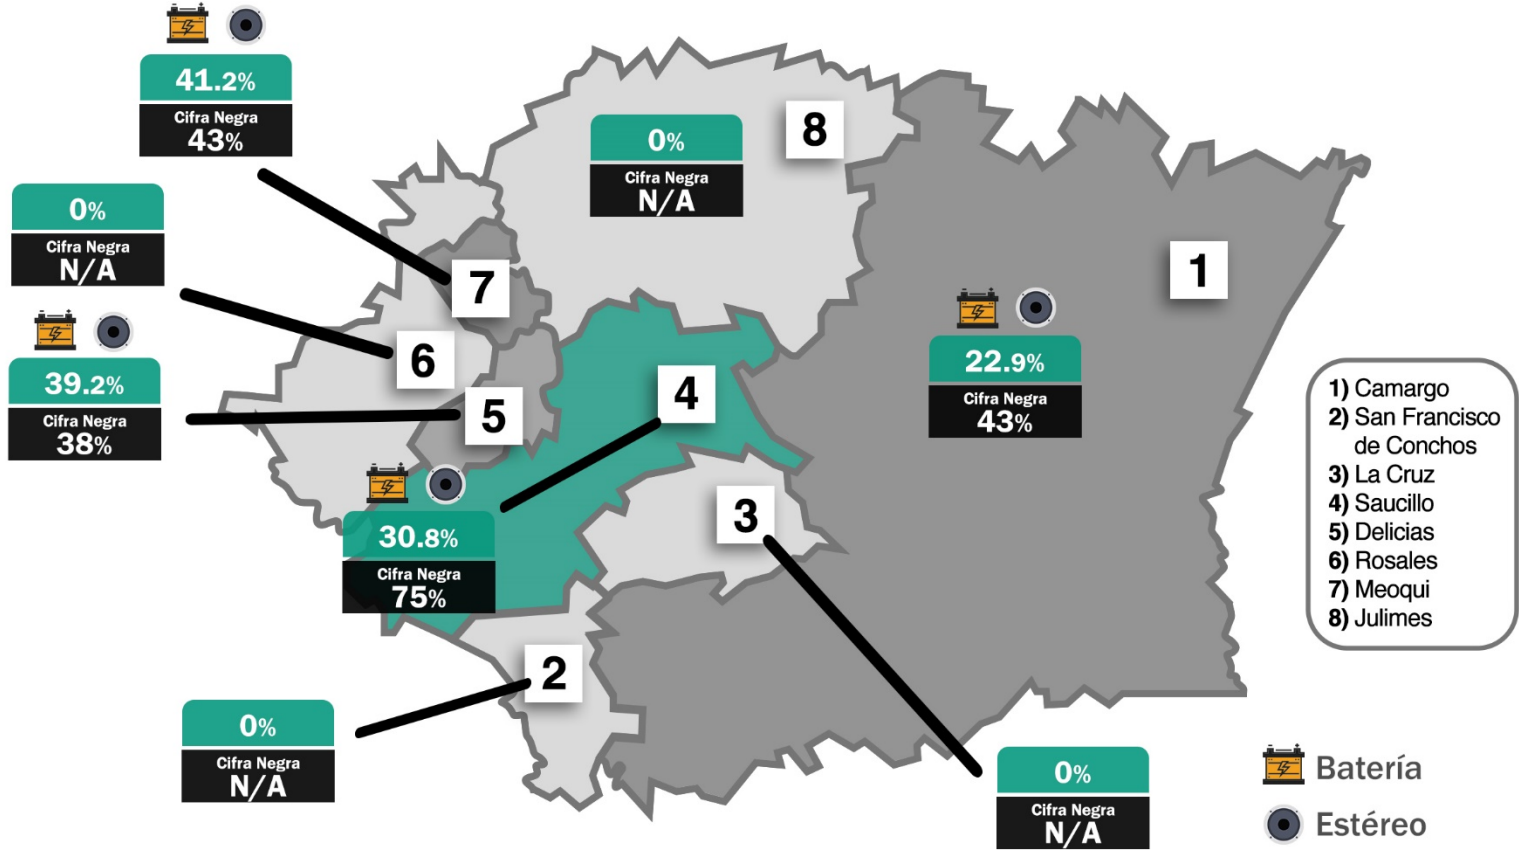 41.2%
Cifra Negra
43%
0%
Cifra Negra
N/A
8
0%
Cifra Negra
N/A
1
7
6
39.2%
Cifra Negra
38%
5
4
22.9%
Cifra Negra
43%
30.8%
Cifra Negra
75%
3
2
0%
Cifra Negra
N/A
0%
Cifra Negra
N/A
1) Camargo
2) San Francisco
de Conchos
3) La Cruz
4) Saucillo
5) Delicias
6) Rosales
7) Meoqui
8) Julimes
Batería
Estéreo